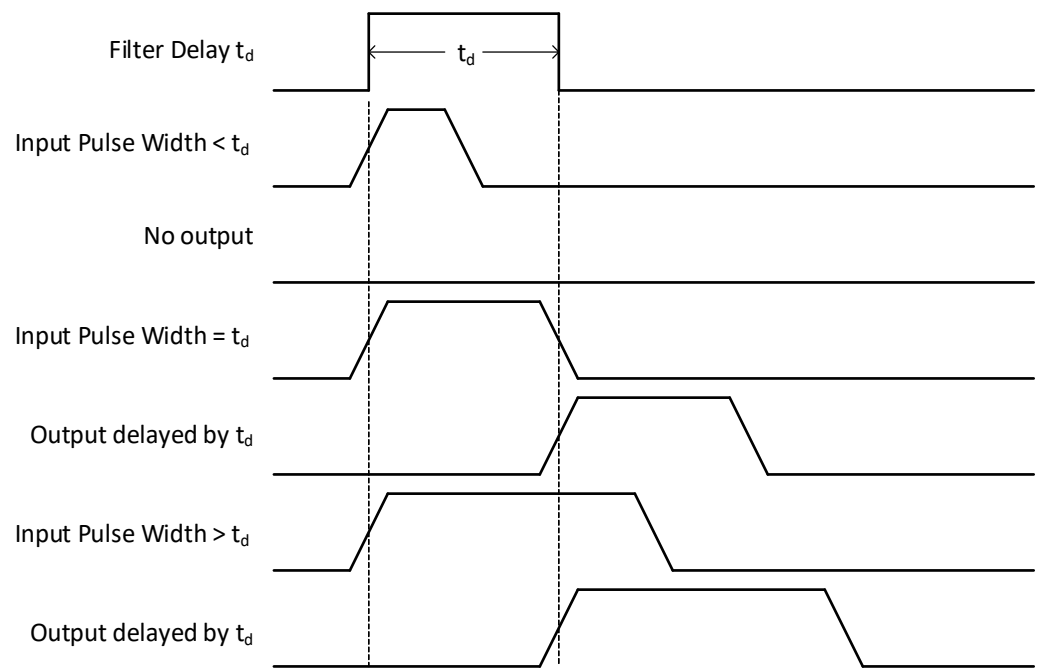 Filter Delay td
td
Input Pulse Width < td
No output
Input Pulse Width = td
Output delayed by td
Input Pulse Width > td
Output delayed by td